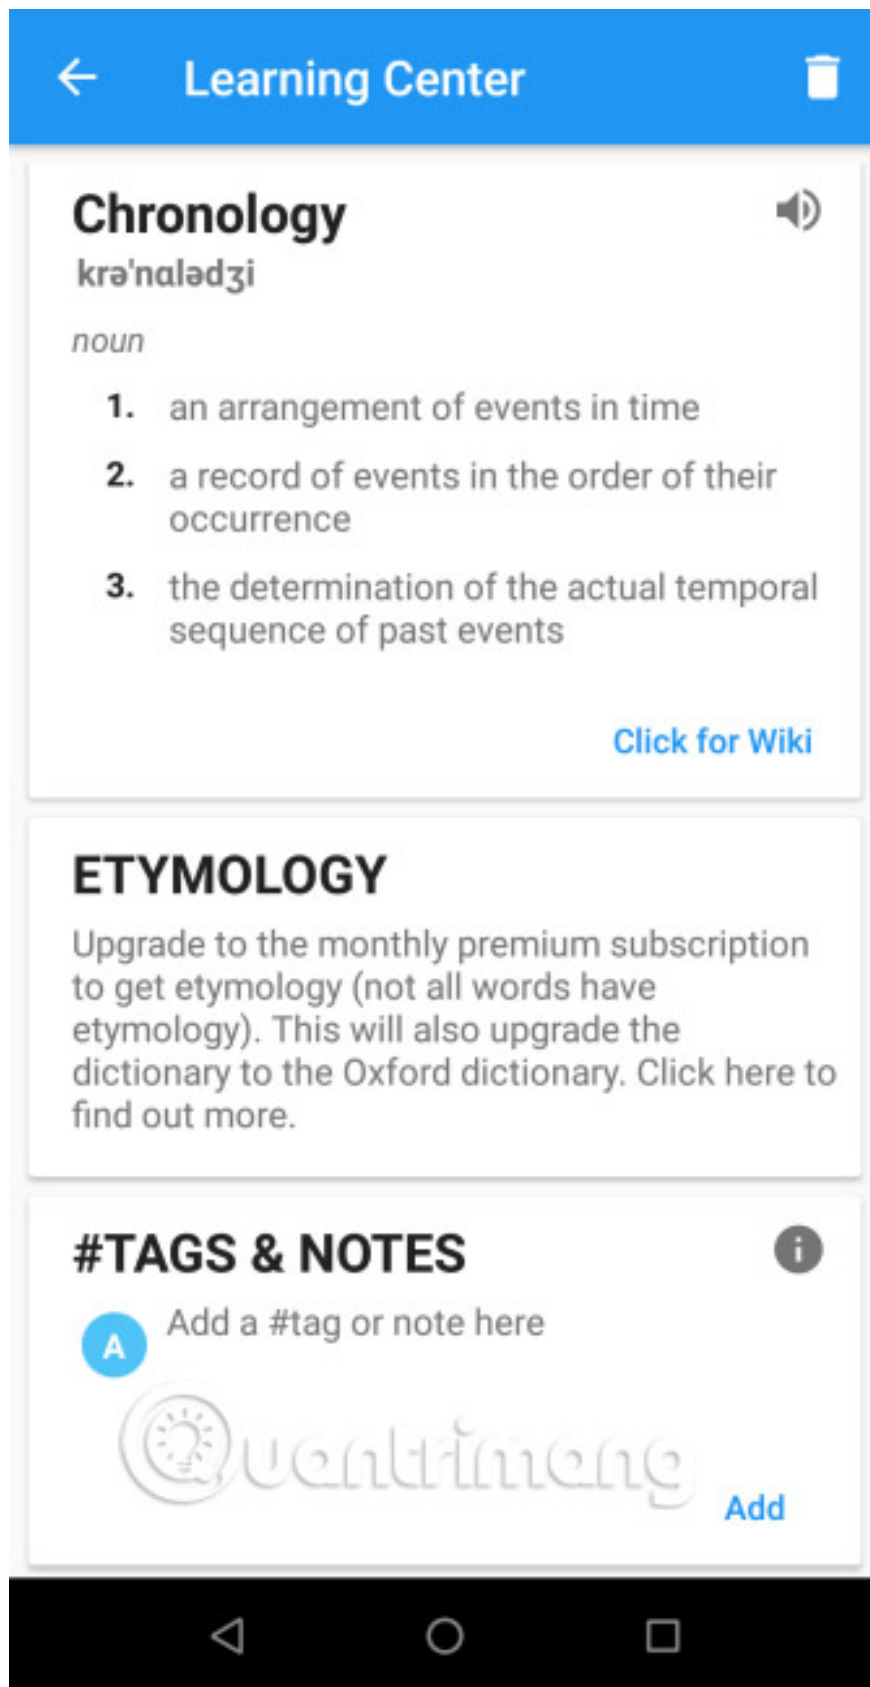 Learning Center
Chronology
krə'nɑlədʒi
noun
1. an arrangement of events in time
2. a record of events in the order of their
occurrence
3. the determination of the actual temporal
sequence of past events
Click for Wiki
ETYMOLOGY
Upgrade to the monthly premium subscription
to get etymology (not all words have
etymology). This will also upgrade the
dictionary to the Oxford dictionary. Click here to
find out more.
#TAGS & NOTES
A
Add a #tag or note here
Quantrimang
Add